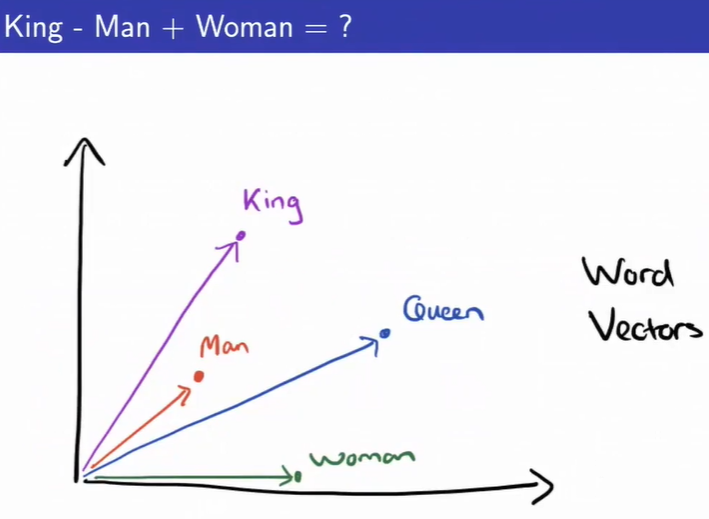 King - Man + Woman = ?
King
Queen
Man
Woman
Word
Vectors